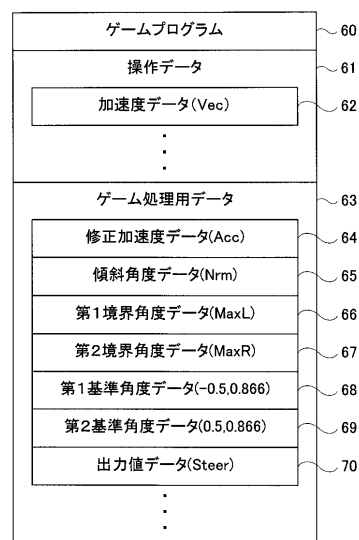 ゲームプログラム 60
操作データ 61
加速度データ(Vec) 62
ゲーム処理用データ 63
修正加速度データ(Acc) 64
傾斜角度データ(Nrm) 65
第1境界角度データ(MaxL) 66
第2境界角度データ(MaxR) 67
第1基準角度データ(-0.5,0.866) 68
第2基準角度データ(0.5,0.866) 69
出力値データ(Steer) 70